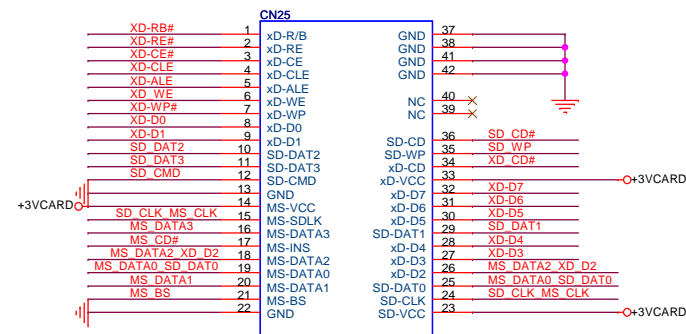 CN25
XD-RB# 1 xD-R/B GND 37
XD-RE# 2 xD-RE GND 38
XD-CE# 3 xD-CE GND 41
XD-CLE 4 xD-CLE GND 42
XD-ALE 5 xD-ALE
XD_WE 6 xD-WE NC 40
XD-WP# 7 xD-WP NC 39
XD-D0 8 xD-D0
XD-D1 9 xD-D1 SD-CD 36 SD_CD#
SD_DAT2 10 SD-DAT2 SD-WP 35 SD_WP
SD_DAT3 11 SD-DAT3 xD-CD 34 XD_CD#
SD_CMD 12 SD-CMD xD-VCC 33 +3VCARD
13 GND xD-D7 32 XD-D7
+3VCARD 14 MS-VCC xD-D6 31 XD-D6
SD_CLK_MS_CLK 15 MS-SDLK xD-D5 30 XD-D5
MS_DATA3 16 MS-DATA3 SD-DAT1 29 SD_DAT1
MS_CD# 17 MS-INS xD-D4 28 XD-D4
MS_DATA2_XD_D2 18 MS-DATA2 xD-D3 27 XD-D3
MS_DATA0_SD_DAT0 19 MS-DATA0 xD-D2 26 MS_DATA2_XD_D2
MS_DATA1 20 MS-DATA1 SD-DAT0 25 MS_DATA0_SD_DAT0
MS_BS 21 MS-BS SD-CLK 24 SD_CLK_MS_CLK
22 GND SD-VCC 23 +3VCARD